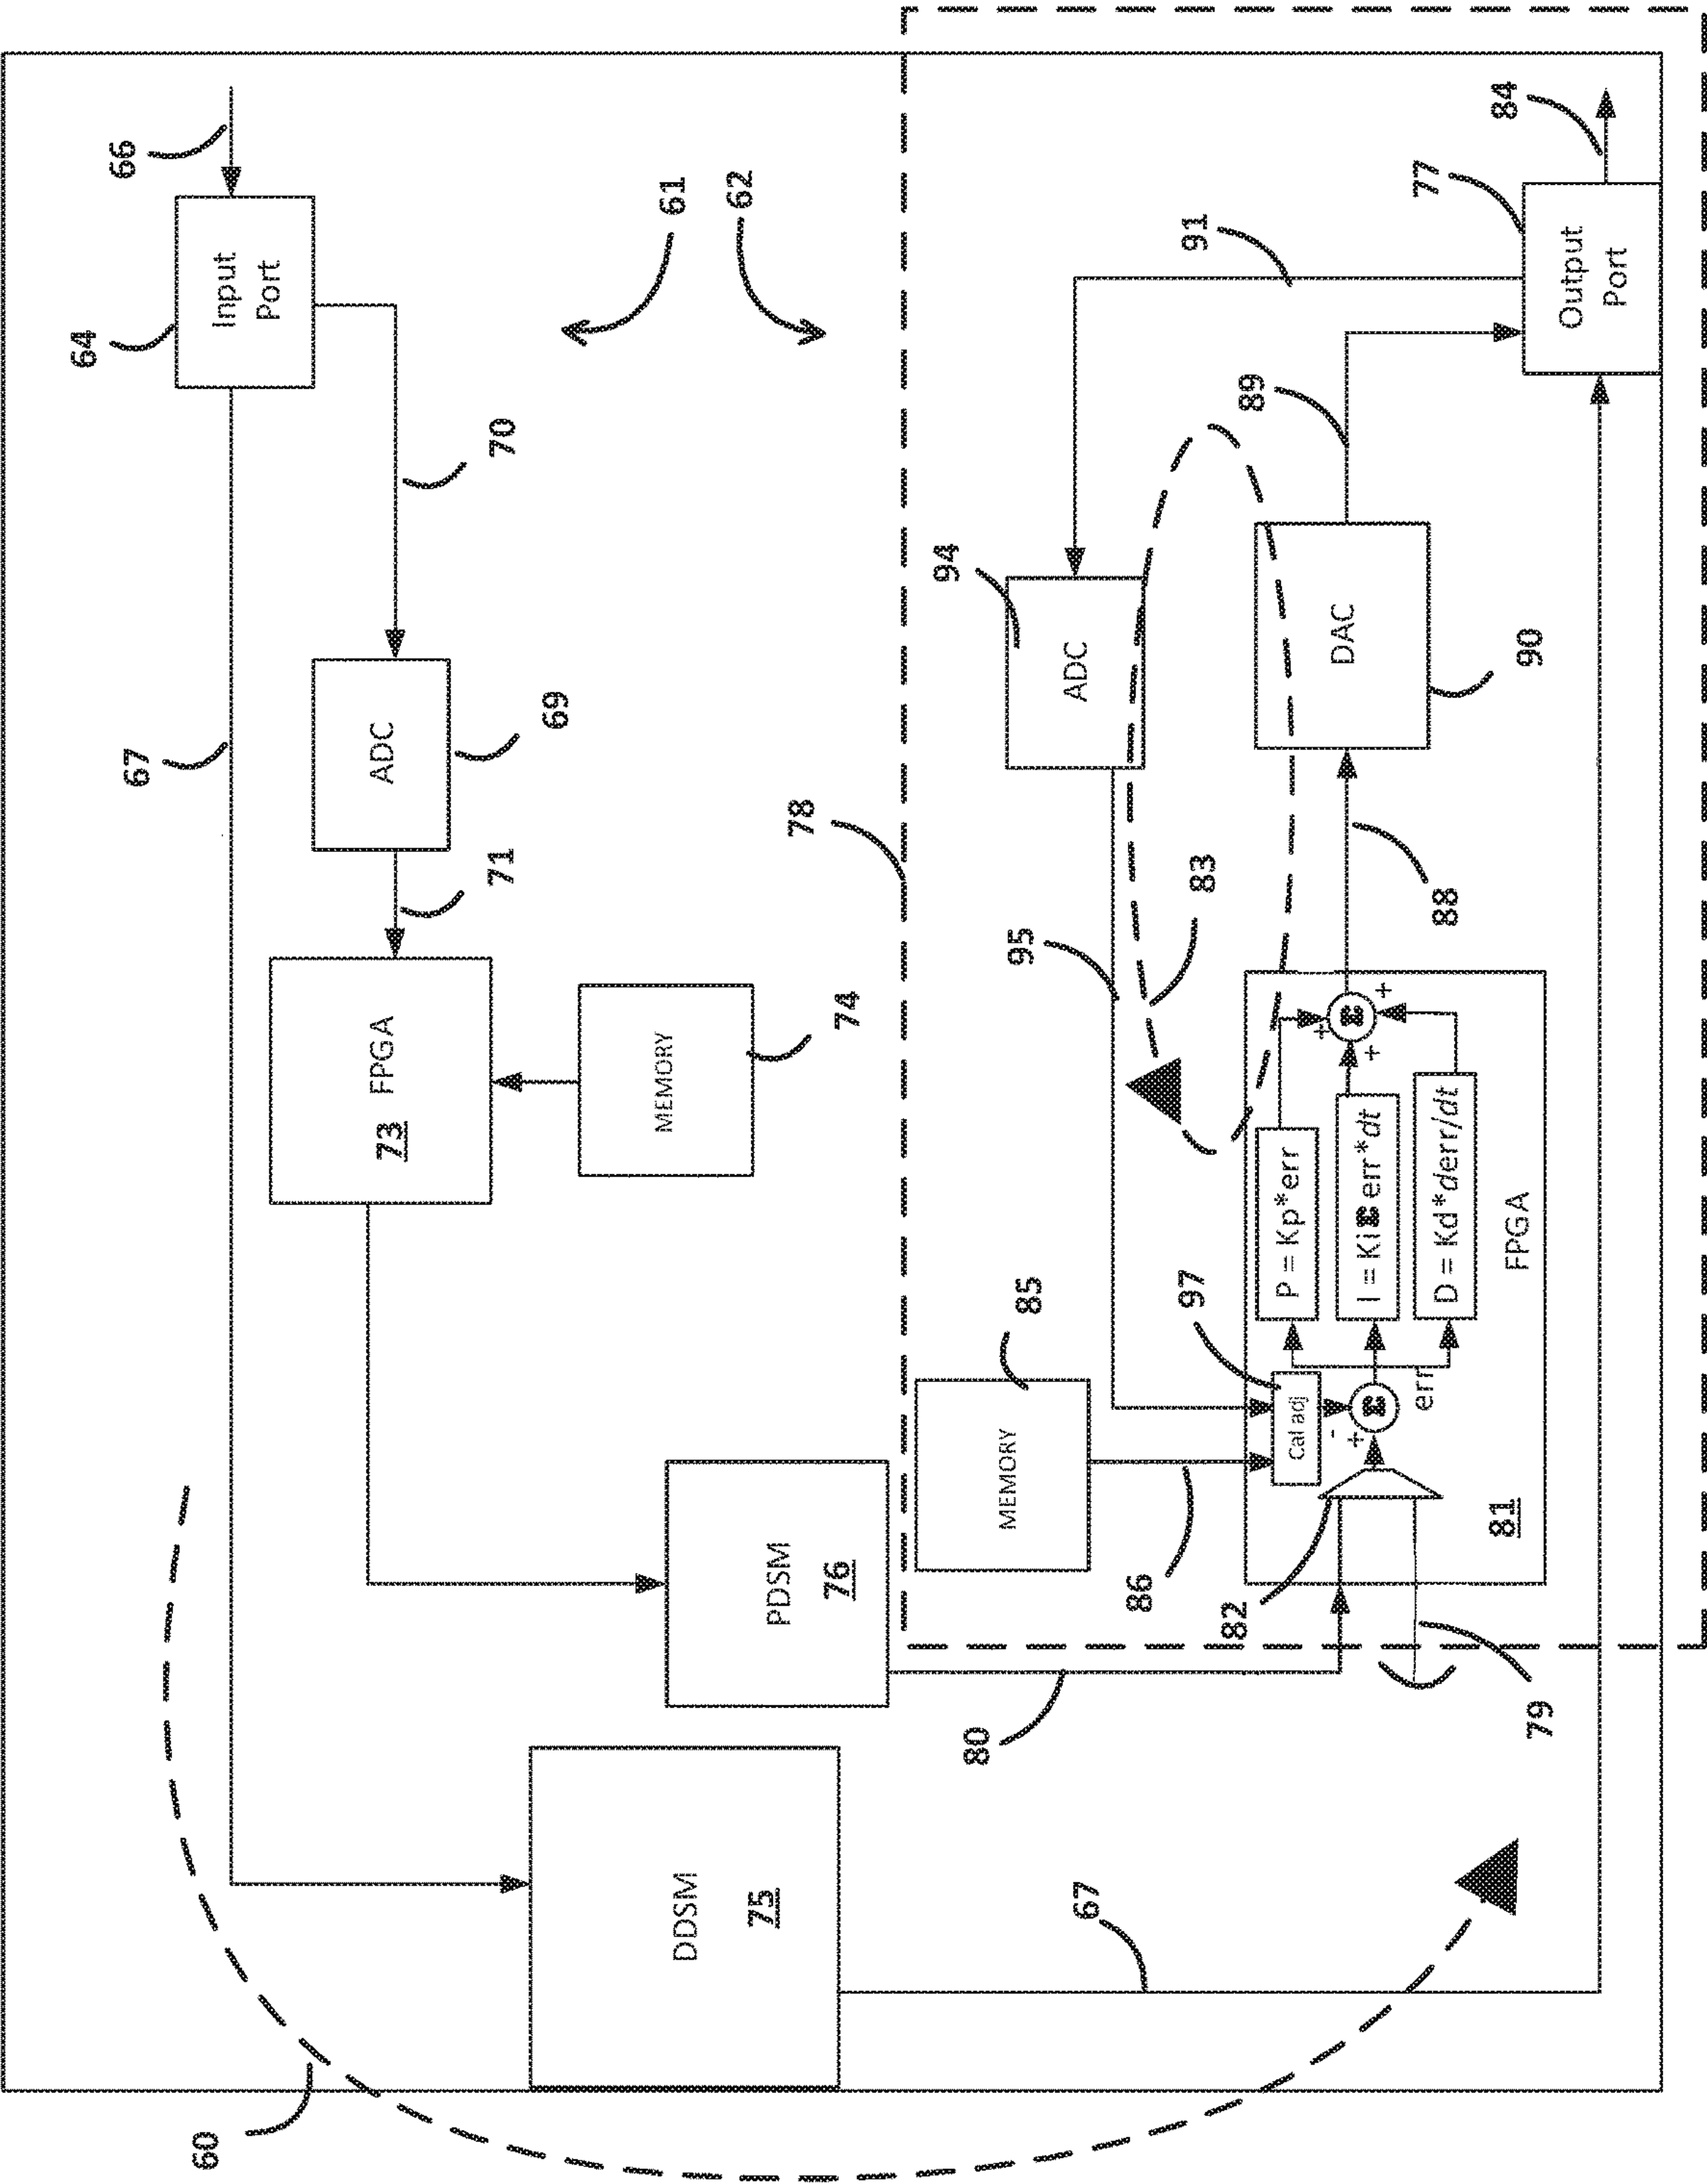 66
64
Input
Port
67
70
61
62
ADC
69
71
FPGA
73
MEMORY
74
78
PDSM
76
DDSM
75
60
80
67
79
84
77
Output
Port
91
89
94
ADC
DAC
90
95
83
88
85
MEMORY
86
97
82
Cal adj
-
+
Σ
err
P = Kp*err
I = KiΣ err*dt
D = Kd*derr/dt
+
+
+
Σ
FPGA
81